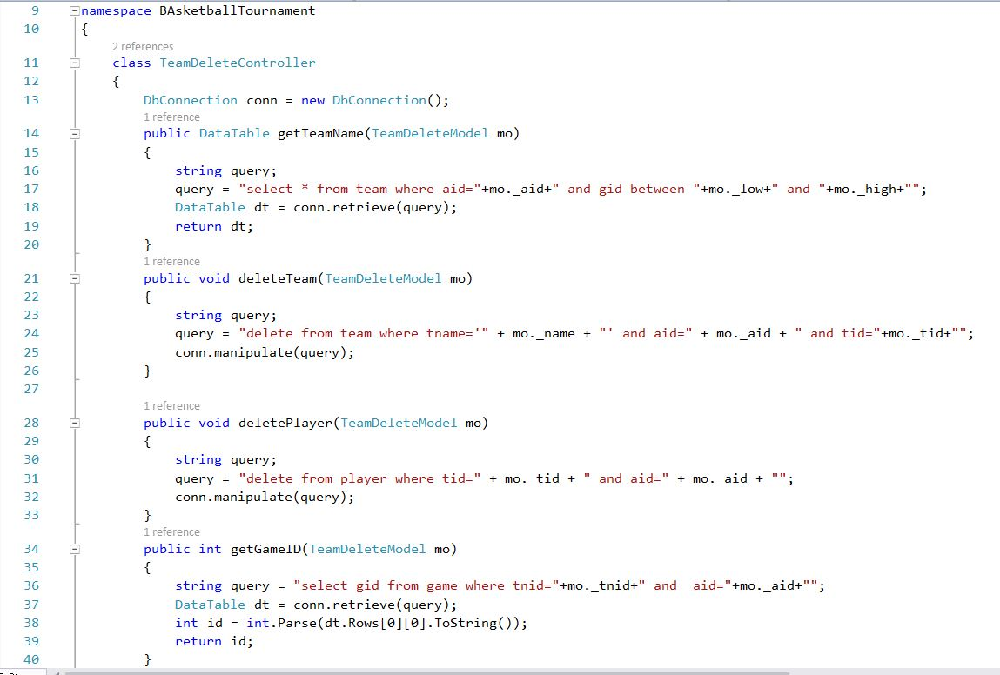 9 namespace BAsketballTournament
10 {
2 references
11 class TeamDeleteController
12 {
13 DbConnection conn = new DbConnection();
1 reference
14 public DataTable getTeamName(TeamDeleteModel mo)
15 {
16 string query;
17 query = "select * from team where aid="+mo._aid+" and gid between "+mo._low+" and "+mo._high+"";
18 DataTable dt = conn.retrieve(query);
19 return dt;
20 }
1 reference
21 public void deleteTeam(TeamDeleteModel mo)
22 {
23 string query;
24 query = "delete from team where tname='" + mo._name + "' and aid=" + mo._aid + " and tid="+mo._tid+"";
25 conn.manipulate(query);
26 }
27
1 reference
28 public void deletePlayer(TeamDeleteModel mo)
29 {
30 string query;
31 query = "delete from player where tid=" + mo._tid + " and aid=" + mo._aid + "";
32 conn.manipulate(query);
33 }
1 reference
34 public int getGameID(TeamDeleteModel mo)
35 {
36 string query = "select gid from game where tnid="+mo._tnid+" and  aid="+mo._aid+"";
37 DataTable dt = conn.retrieve(query);
38 int id = int.Parse(dt.Rows[0][0].ToString());
39 return id;
40 }